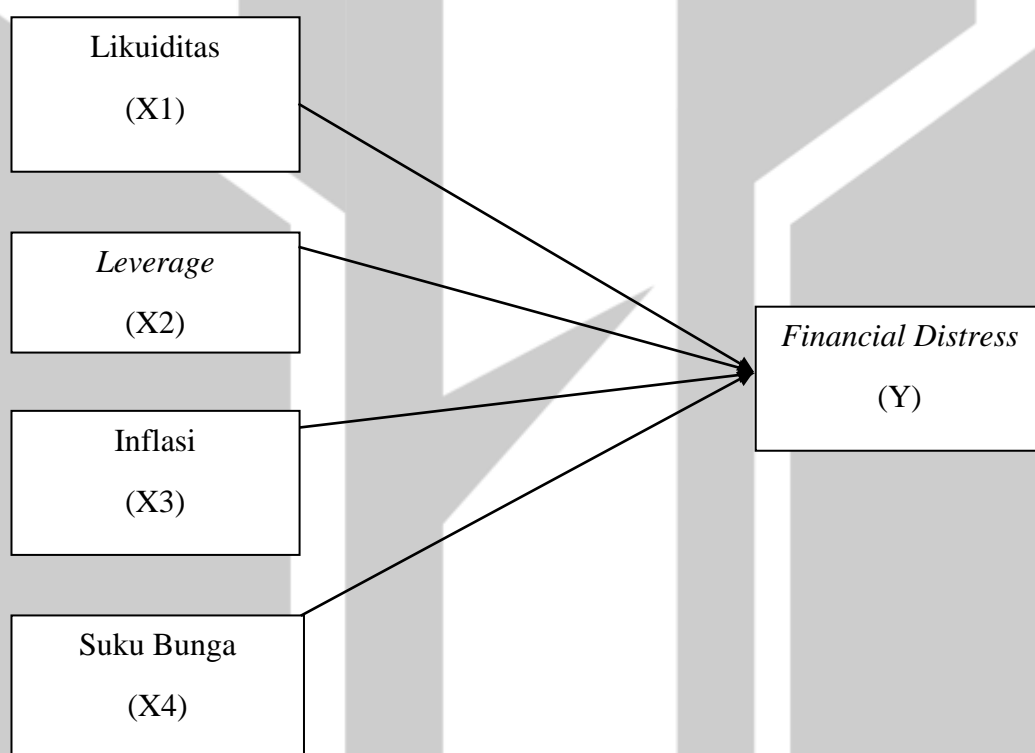 Likuiditas
(X1)
Leverage
(X2)
Financial Distress
(Y)
Inflasi
(X3)
Suku Bunga
(X4)